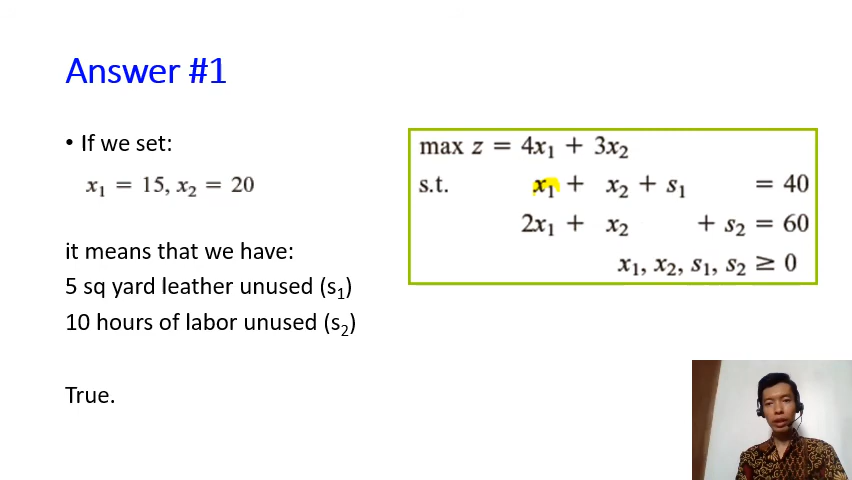 Answer #1
• If we set:
x₁ = 15, x₂ = 20
it means that we have:
5 sq yard leather unused (s₁)
10 hours of labor unused (s₂)
True.
max z = 4x₁ + 3x₂
s.t. x₁ + x₂ + s₁ = 40
2x₁ + x₂ + s₂ = 60
x₁, x₂, s₁, s₂ ≥ 0